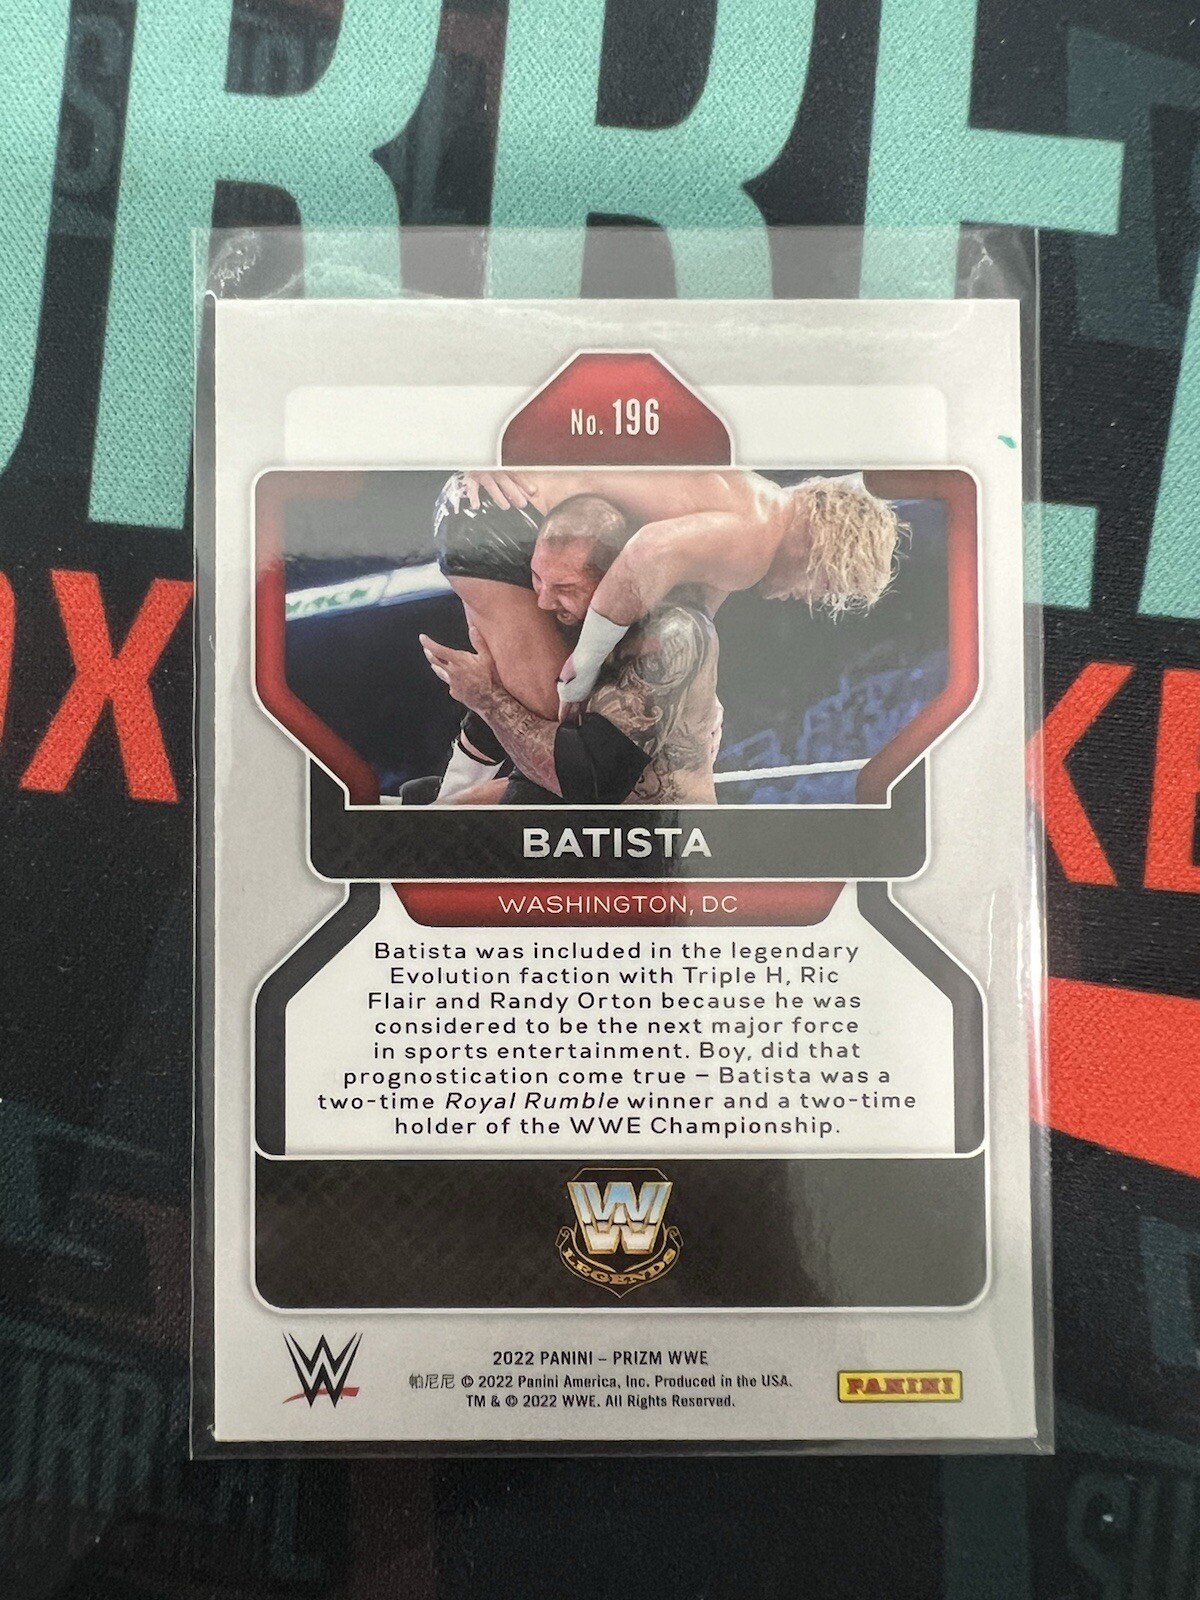 No. 196
BATISTA
WASHINGTON, DC
Batista was included in the legendary
Evolution faction with Triple H, Ric
Flair and Randy Orton because he was
considered to be the next major force
in sports entertainment. Boy, did that
prognostication come true – Batista was a
two-time Royal Rumble winner and a two-time
holder of the WWE Championship.
W
LEGENDS
W
2022 PANINI – PRIZM WWE
帕尼尼 © 2022 Panini America, Inc. Produced in the USA.
TM & © 2022 WWE. All Rights Reserved.
PANINI